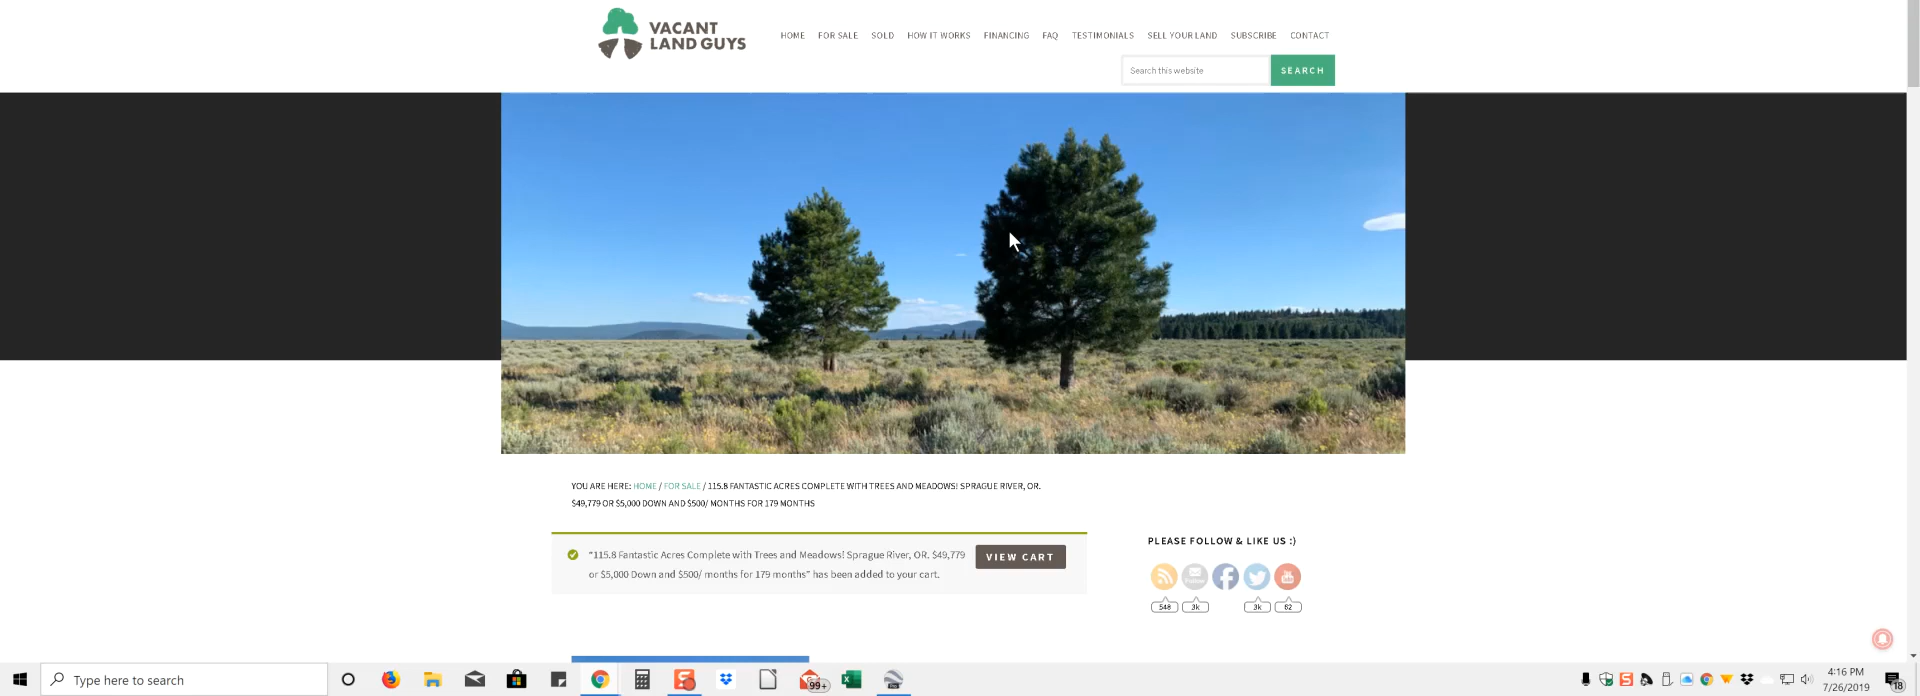 VACANT
LAND GUYS
HOME FOR SALE SOLD HOW IT WORKS FINANCING FAQ TESTIMONIALS SELL YOUR LAND SUBSCRIBE CONTACT
Search this website SEARCH
YOU ARE HERE: HOME / FOR SALE / 115.8 FANTASTIC ACRES COMPLETE WITH TREES AND MEADOWS! SPRAGUE RIVER, OR.
$49,779 OR $5,000 DOWN AND $500/ MONTHS FOR 179 MONTHS
"115.8 Fantastic Acres Complete with Trees and Meadows! Sprague River, OR. $49,779
or $5,000 Down and $500/ months for 179 months" has been added to your cart.
VIEW CART
PLEASE FOLLOW & LIKE US :)
548 3k 3k 62
Type here to search
99+
4:16 PM
7/26/2019
18